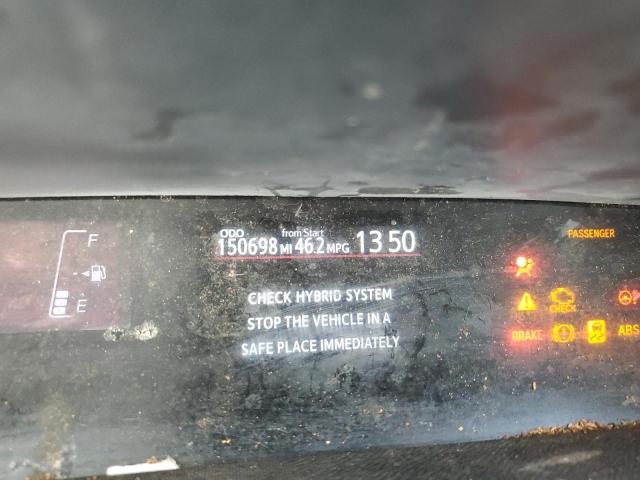 ODO from Start
150698 MI 46.2 MPG 13 50
PASSENGER
F
E
CHECK HYBRID SYSTEM
STOP THE VEHICLE IN A
SAFE PLACE IMMEDIATELY
CHECK
BRAKE ABS